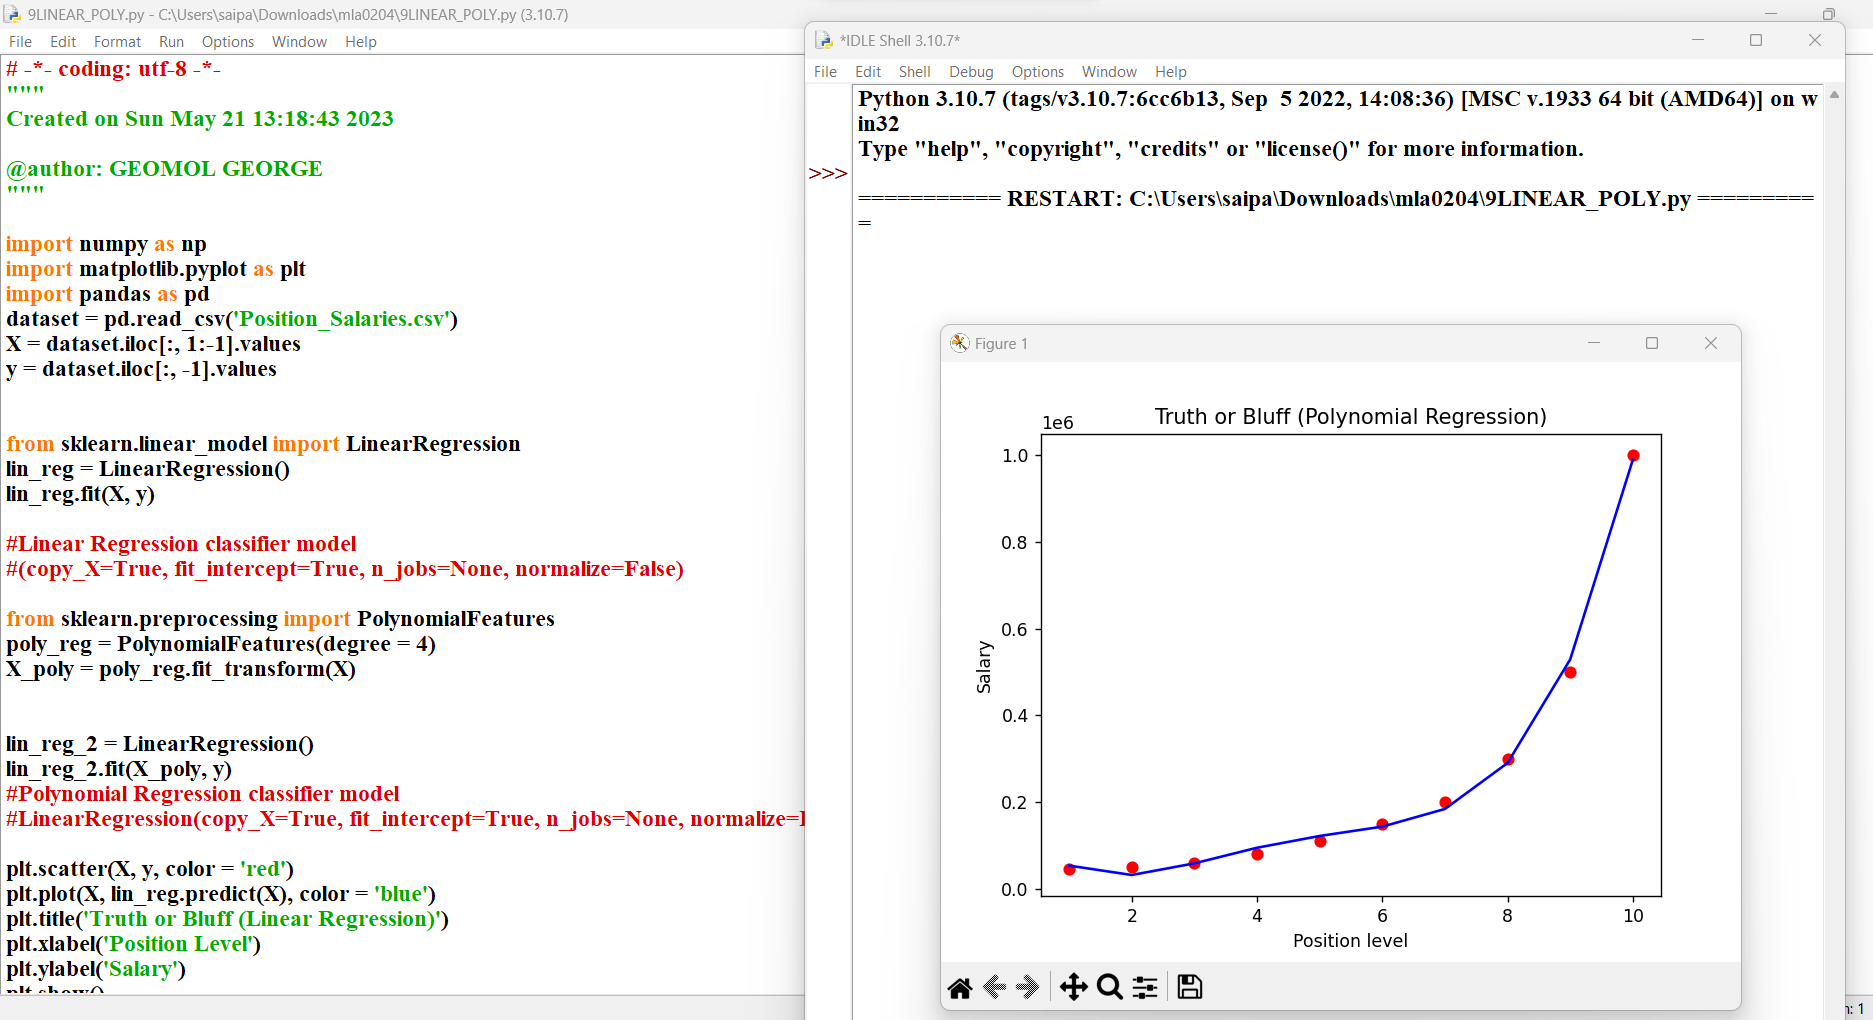 9LINEAR_POLY.py - C:\Users\saipa\Downloads\mla0204\9LINEAR_POLY.py (3.10.7)
File Edit Format Run Options Window Help
# -*- coding: utf-8 -*-
"""
Created on Sun May 21 13:18:43 2023
@author: GEOMOL GEORGE
"""
import numpy as np
import matplotlib.pyplot as plt
import pandas as pd
dataset = pd.read_csv('Position_Salaries.csv')
X = dataset.iloc[:, 1:-1].values
y = dataset.iloc[:, -1].values
from sklearn.linear_model import LinearRegression
lin_reg = LinearRegression()
lin_reg.fit(X, y)
#Linear Regression classifier model
#(copy_X=True, fit_intercept=True, n_jobs=None, normalize=False)
from sklearn.preprocessing import PolynomialFeatures
poly_reg = PolynomialFeatures(degree = 4)
X_poly = poly_reg.fit_transform(X)
lin_reg_2 = LinearRegression()
lin_reg_2.fit(X_poly, y)
#Polynomial Regression classifier model
#LinearRegression(copy_X=True, fit_intercept=True, n_jobs=None, normalize=
plt.scatter(X, y, color = 'red')
plt.plot(X, lin_reg.predict(X), color = 'blue')
plt.title('Truth or Bluff (Linear Regression)')
plt.xlabel('Position Level')
plt.ylabel('Salary')
plt.show()
*IDLE Shell 3.10.7*
File Edit Shell Debug Options Window Help
Python 3.10.7 (tags/v3.10.7:6cc6b13, Sep  5 2022, 14:08:36) [MSC v.1933 64 bit (AMD64)] on w
in32
Type "help", "copyright", "credits" or "license()" for more information.
>>>
=========== RESTART: C:\Users\saipa\Downloads\mla0204\9LINEAR_POLY.py =========
=
Figure 1
Truth or Bluff (Polynomial Regression)
1e6
1.0
0.8
0.6
0.4
0.2
0.0
Salary
2 4 6 8 10
Position level
: 1